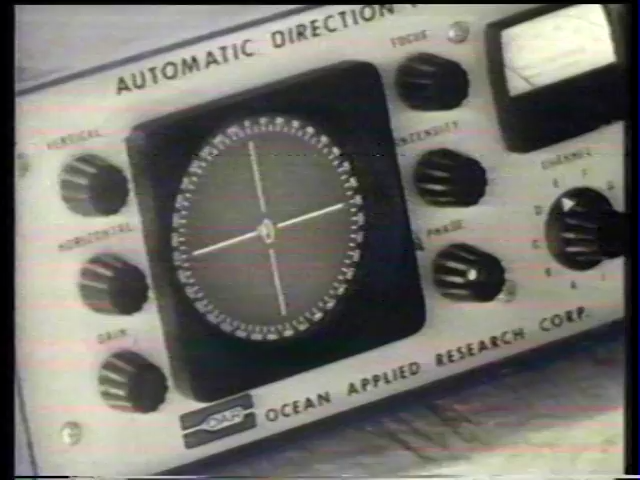 AUTOMATIC DIRECTION
FOCUS
VERTICAL
INTENSITY
CHANNEL
HORIZONTAL
PHASE
GAIN
E F G
D
C
B A
OAR OCEAN APPLIED RESEARCH CORP.